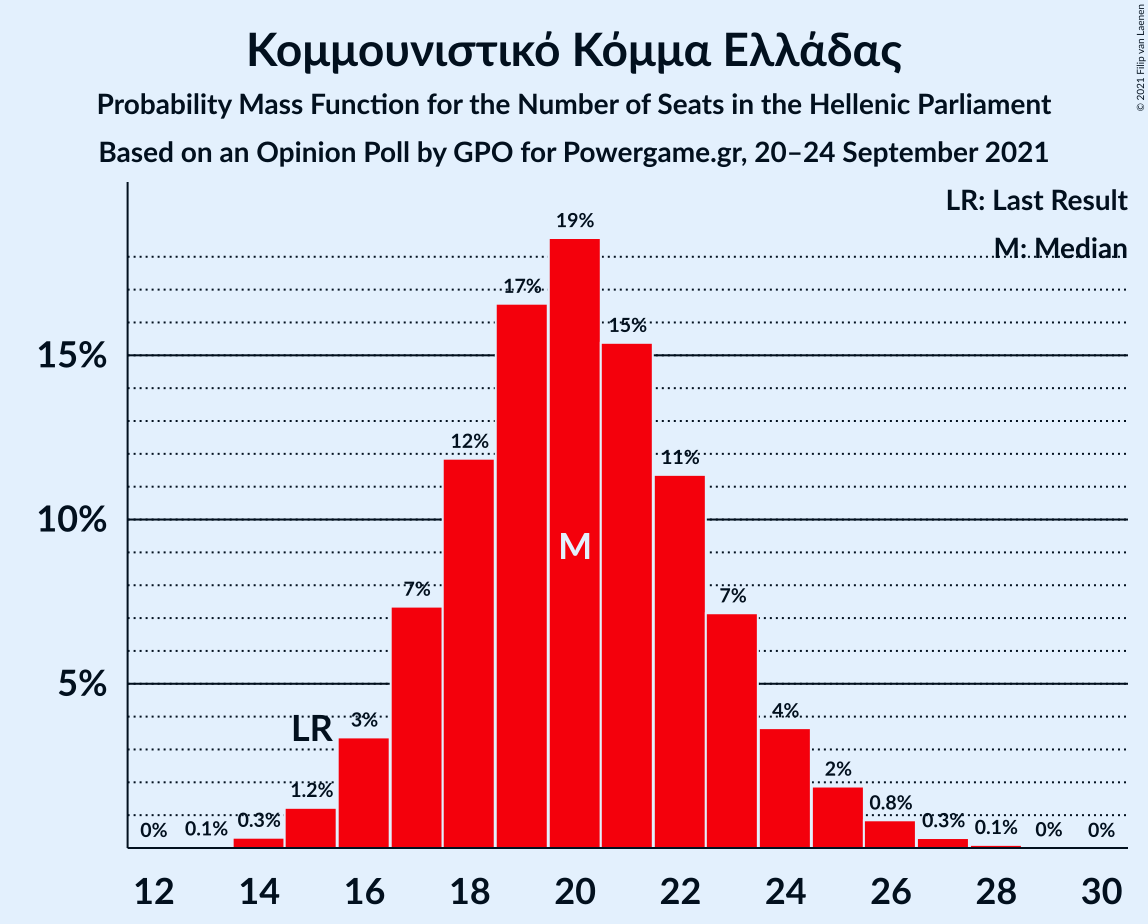 Κομμουνιστικό Κόμμα Ελλάδας
Probability Mass Function for the Number of Seats in the Hellenic Parliament
Based on an Opinion Poll by GPO for Powergame.gr, 20–24 September 2021
© 2021 Filip van Laenen
LR: Last Result
M: Median
15%
10%
5%
0%
0.1%
0.3%
1.2%
LR
3%
7%
12%
17%
19%
M
15%
11%
7%
4%
2%
0.8%
0.3%
0.1%
0%
0%
12 14 16 18 20 22 24 26 28 30